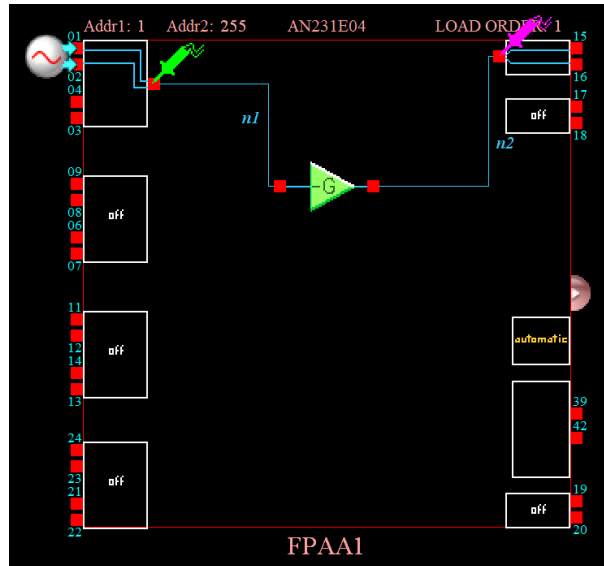 Addr1: 1 Addr2: 255 AN231E04 LOAD ORDER: 1
01
02
04
03
n1
-G
n2
15
16
17
off
18
09
08
06
off
07
11
12
14
off
13
automatic
39
42
24
23
21
off
22
19
off
20
FPAA1